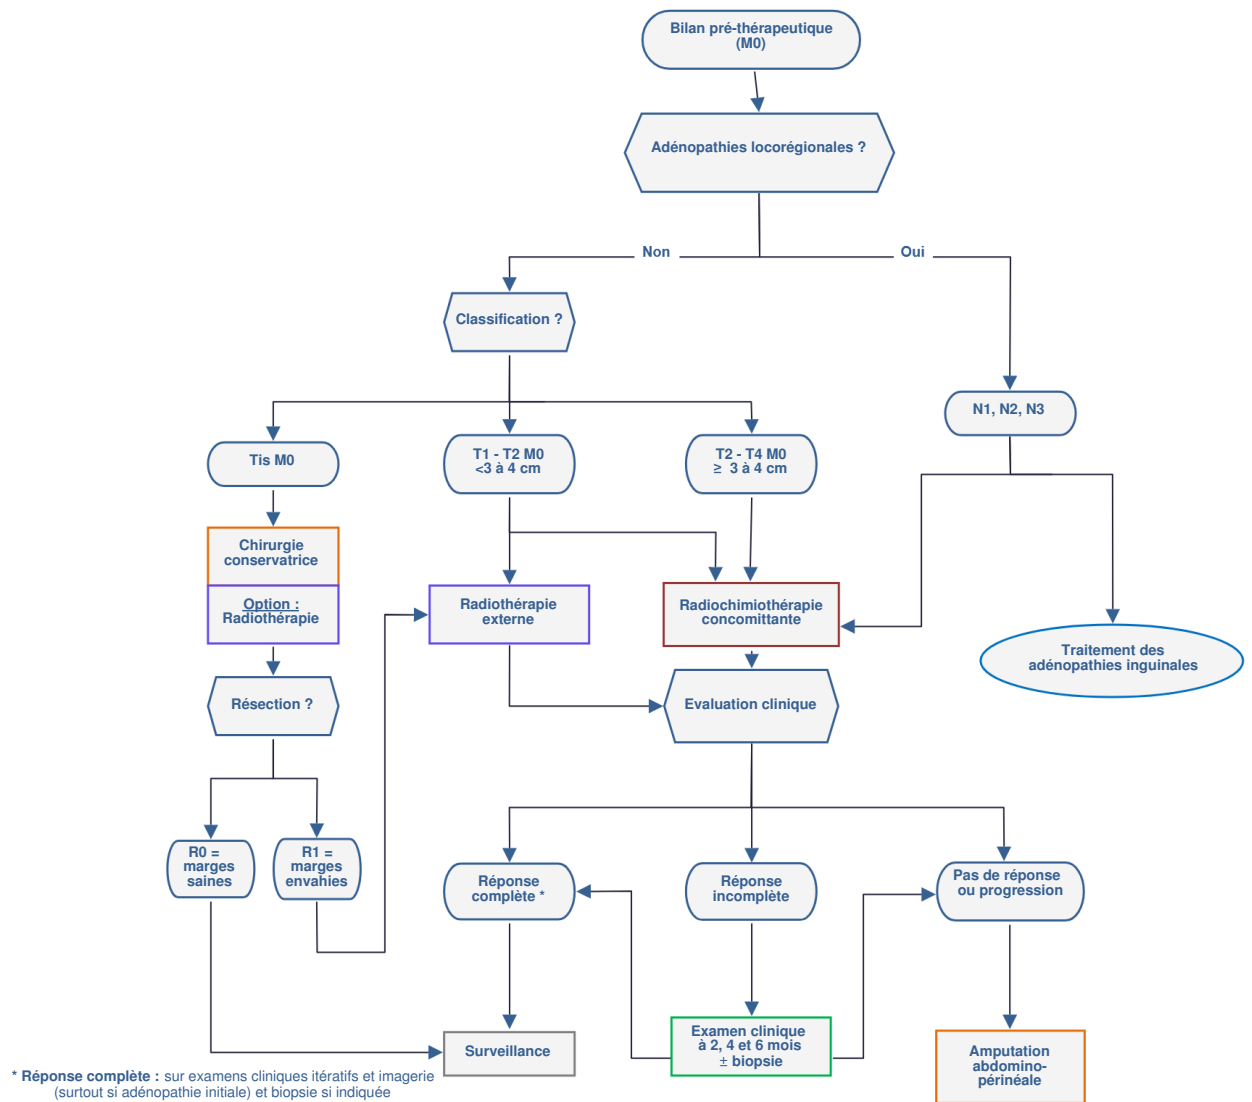 Bilan pré-thérapeutique
(M0)
Adénopathies locorégionales ?
Non
Oui
Classification ?
N1, N2, N3
Tis M0
T1 - T2 M0
<3 à 4 cm
T2 - T4 M0
≥ 3 à 4 cm
Chirurgie
conservatrice
Option :
Radiothérapie
Radiothérapie
externe
Radiochimiothérapie
concomittante
Traitement des
adénopathies inguinales
Résection ?
Evaluation clinique
R0 =
marges
saines
R1 =
marges
envahies
Réponse
complète *
Réponse
incomplète
Pas de réponse
ou progression
Surveillance
Examen clinique
à 2, 4 et 6 mois
± biopsie
Amputation
abdomino-
périnéale
* Réponse complète : sur examens cliniques itératifs et imagerie
(surtout si adénopathie initiale) et biopsie si indiquée